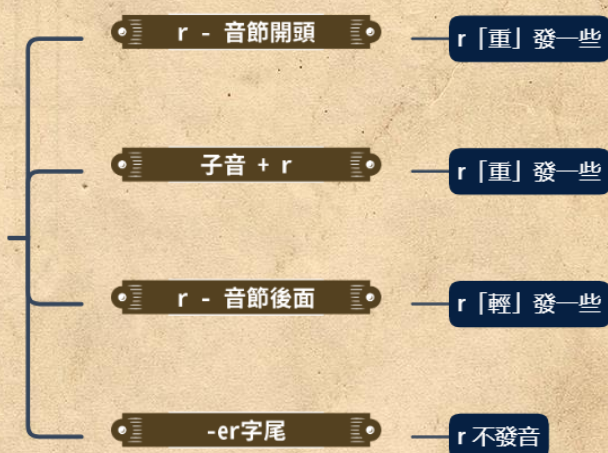 r - 音節開頭
r「重」發一些
子音 + r
r「重」發一些
r - 音節後面
r「輕」發一些
-er字尾
r 不發音